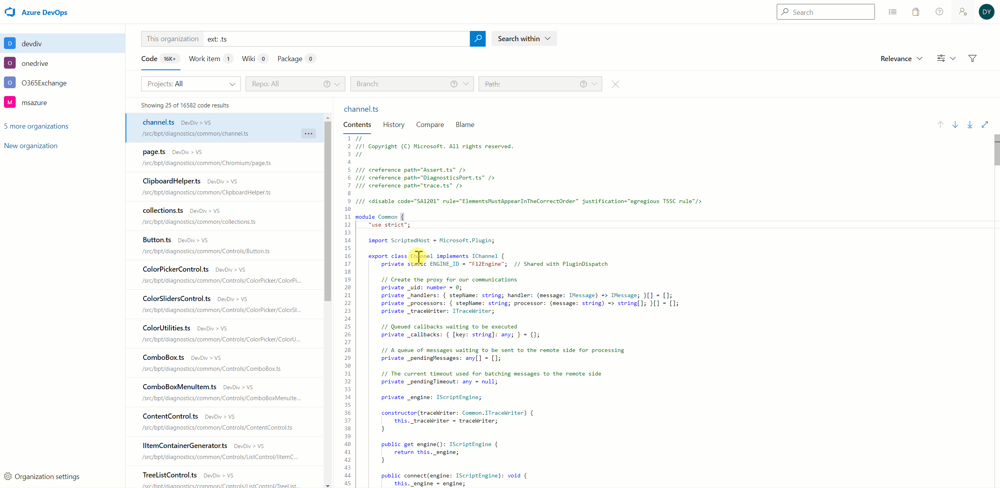 Azure DevOps
Search
DY
D devdiv
O onedrive
O O365Exchange
M msazure
5 more organizations
New organization
Organization settings
This organization ext: .ts
Search within
Code 16K+ Work item 1 Wiki 0 Package 0
Relevance
Projects: All
Repo: All
Branch:
Path:
Showing 25 of 16582 code results
channel.ts DevDiv > VS
/src/bpt/diagnostics/common/channel.ts
page.ts DevDiv > VS
/src/bpt/diagnostics/common/Chromium/page.ts
ClipboardHelper.ts DevDiv > VS
/src/bpt/diagnostics/common/ClipboardHelper.ts
collections.ts DevDiv > VS
/src/bpt/diagnostics/common/collections.ts
Button.ts DevDiv > VS
/src/bpt/diagnostics/common/Controls/Button.ts
ColorPickerControl.ts DevDiv > VS
/src/bpt/diagnostics/common/Controls/ColorPicker/ColorPi...
ColorSlidersControl.ts DevDiv > VS
/src/bpt/diagnostics/common/Controls/ColorPicker/ColorSl...
ColorUtilities.ts DevDiv > VS
/src/bpt/diagnostics/common/Controls/ColorPicker/ColorU...
ComboBox.ts DevDiv > VS
/src/bpt/diagnostics/common/Controls/ComboBox.ts
ComboBoxMenuItem.ts DevDiv > VS
/src/bpt/diagnostics/common/Controls/ComboBoxMenuIte...
ContentControl.ts DevDiv > VS
/src/bpt/diagnostics/common/Controls/ContentControl.ts
IItemContainerGenerator.ts DevDiv > VS
/src/bpt/diagnostics/common/Controls/ListControl/IItemC...
TreeListControl.ts DevDiv > VS
/src/bpt/diagnostics/common/Controls/ListControl/TreeList...
channel.ts
Contents History Compare Blame
1 //
2 //! Copyright (C) Microsoft. All rights reserved.
3 //
4
5 /// <reference path="Assert.ts" />
6 /// <reference path="DiagnosticsPort.ts" />
7 /// <reference path="trace.ts" />
8
9 /// <disable code="SA1201" rule="ElementsMustAppearInTheCorrectOrder" justification="egregious TSSC rule"/>
10
11 module Common {
12 "use strict";
13
14 import ScriptedHost = Microsoft.Plugin;
15
16 export class Channel implements IChannel {
17 private static ENGINE_ID = "F12Engine"; // Shared with PluginDispatch
18
19 // Create the proxy for our communications
20 private _uid: number = 0;
21 private _handlers: { stepName: string; handler: (message: IMessage) => IMessage; }[] = [];
22 private _processors: { stepName: string; processor: (message: string) => string[]; }[] = [];
23 private _traceWriter: ITraceWriter;
24
25 // Queued callbacks waiting to be executed
26 private _callbacks: { [key: string]: any; } = {};
27
28 // A queue of messages waiting to be sent to the remote side for processing
29 private _pendingMessages: any[] = [];
30
31 // The current timeout used for batching messages to the remote side
32 private _pendingTimeout: any = null;
33
34 private _engine: IScriptEngine;
35
36 constructor(traceWriter: Common.ITraceWriter) {
37 this._traceWriter = traceWriter;
38 }
39
40 public get engine(): IScriptEngine {
41 return this._engine;
42 }
43
44 public connect(engine: IScriptEngine): void {
45 this._engine = engine;